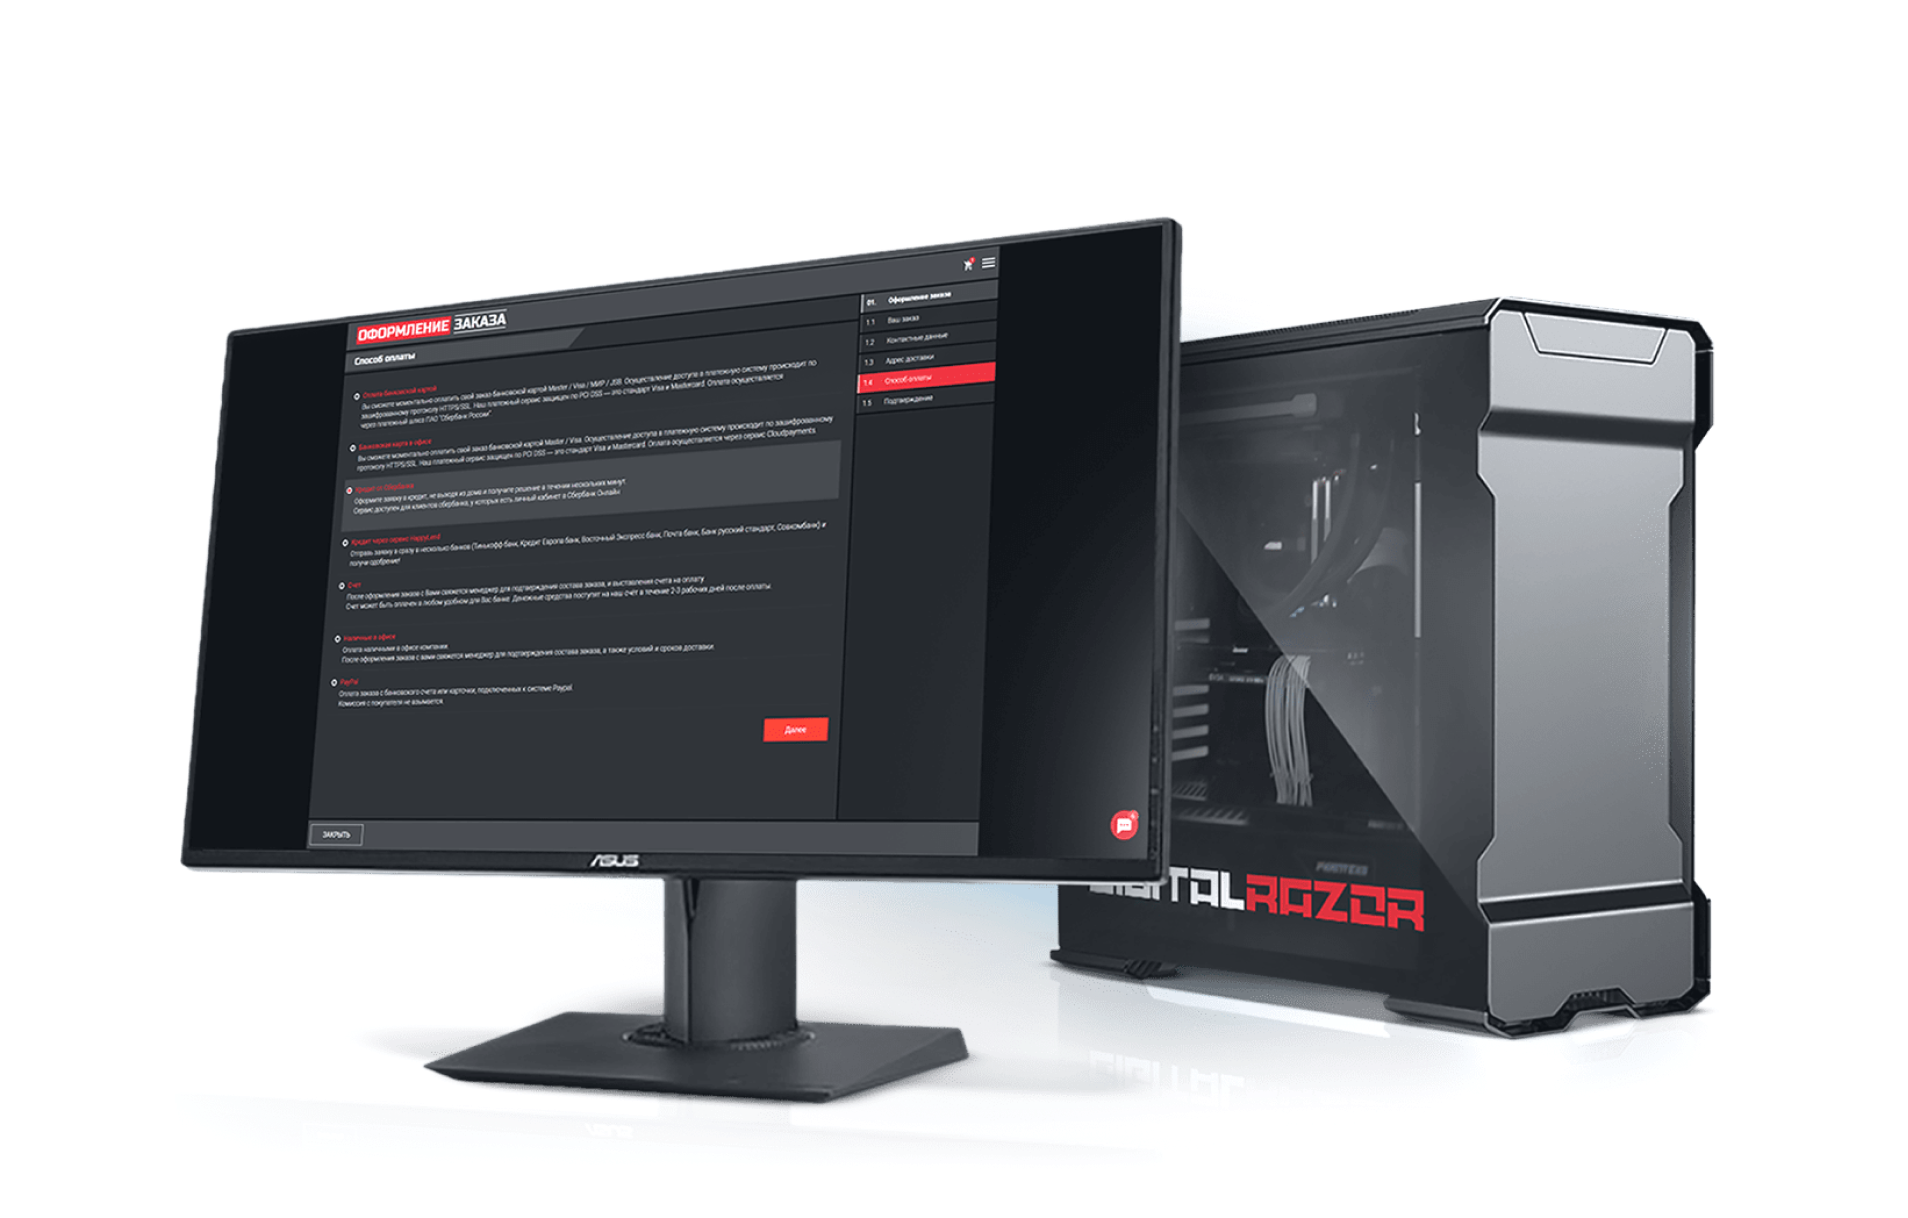 ОФОРМЛЕНИЕ ЗАКАЗА
Способ оплаты
Оплата банковской картой
Вы сможете моментально оплатить свой заказ банковской картой Master / Visa / МИР / JSB. Осуществление доступа в платежную систему происходит по
зашифрованному протоколу HTTPS/SSL. Наш платежный сервис защищен по PCI DSS — это стандарт Visa и Mastercard. Оплата осуществляется
через платежный шлюз ПАО "Сбербанк России"
Банковская карта в офисе
Вы сможете моментально оплатить свой заказ банковской картой Master / Visa. Осуществление доступа в платежную систему происходит по зашифрованному
протоколу HTTPS/SSL. Наш платежный сервис защищен по PCI DSS — это стандарт Visa и Mastercard. Оплата осуществляется через сервис Cloudpayments.
Кредит от Сбербанка
Оформите заявку в кредит, не выходя из дома и получите решение в течении нескольких минут.
Сервис доступен для клиентов сбербанка, у которых есть личный кабинет в Сбербанк Онлайн
Кредит через сервис HappyLend
Отправь заявку в сразу в несколько банков (Тинькофф банк, Кредит Европа банк, Восточный Экспресс банк, Почта банк, Банк русский стандарт, Совкомбанк) и
получи одобрение!
Счет
После оформления заказа с Вами свяжется менеджер для подтверждения состава заказа, и выставления счета на оплату
Счет может быть оплачен в любом удобном для Вас банке. Денежные средства поступят на наш счёт в течение 2-3 рабочих дней после оплаты.
Наличные в офисе
Оплата наличными в офисе компании.
После оформления заказа с вами свяжется менеджер для подтверждения состава заказа, а также условий и сроков доставки.
PayPal
Оплата заказа с банковского счета или карточки, подключенных к системе Paypal.
Комиссия с покупателя не взымается.
Далее
ЗАКРЫТЬ
01. Оформление заказа
1.1 Ваш заказ
1.2 Контактные данные
1.3 Адрес доставки
1.4 Способ оплаты
1.5 Подтверждение
ASUS
PHANTEKS
DIGITALRAZOR